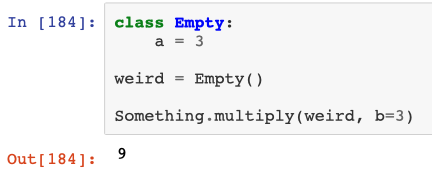 In [184]: class Empty:
    a = 3
weird = Empty()
Something.multiply(weird, b=3)
Out[184]: 9